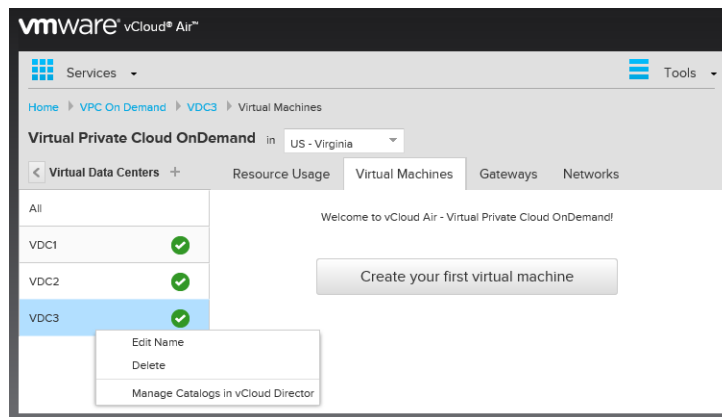 vmware® vCloud® Air™
Services Tools
Home VPC On Demand VDC3 Virtual Machines
Virtual Private Cloud OnDemand in US - Virginia
< Virtual Data Centers + Resource Usage Virtual Machines Gateways Networks
All
Welcome to vCloud Air - Virtual Private Cloud OnDemand!
VDC1
VDC2
Create your first virtual machine
VDC3
Edit Name
Delete
Manage Catalogs in vCloud Director